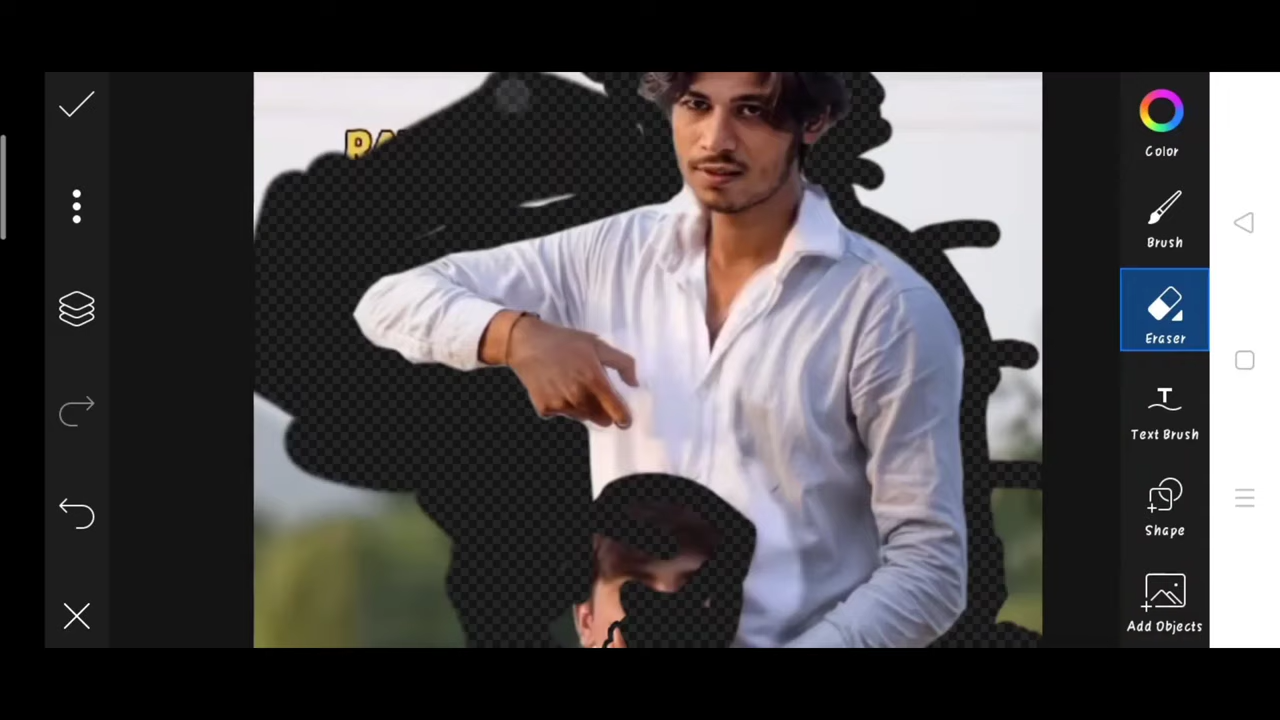 Color
Brush
Eraser
Text Brush
Shape
Add Objects